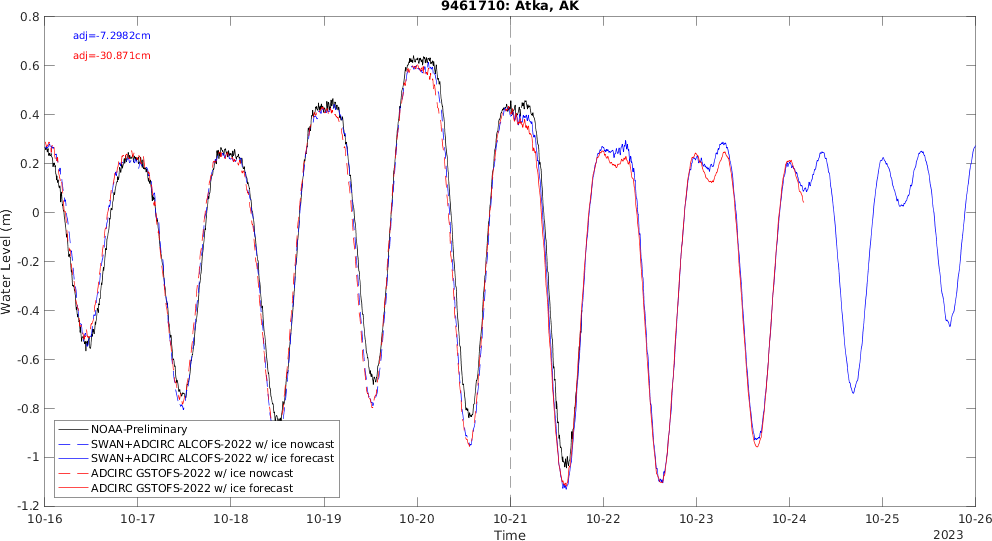 9461710: Atka, AK
adj=-7.2982cm
adj=-30.871cm
0.8
0.6
0.4
0.2
0
-0.2
-0.4
-0.6
-0.8
-1
-1.2
Water Level (m)
NOAA-Preliminary
SWAN+ADCIRC ALCOFS-2022 w/ ice nowcast
SWAN+ADCIRC ALCOFS-2022 w/ ice forecast
ADCIRC GSTOFS-2022 w/ ice nowcast
ADCIRC GSTOFS-2022 w/ ice forecast
10-16 10-17 10-18 10-19 10-20 10-21 10-22 10-23 10-24 10-25 10-26
Time
2023